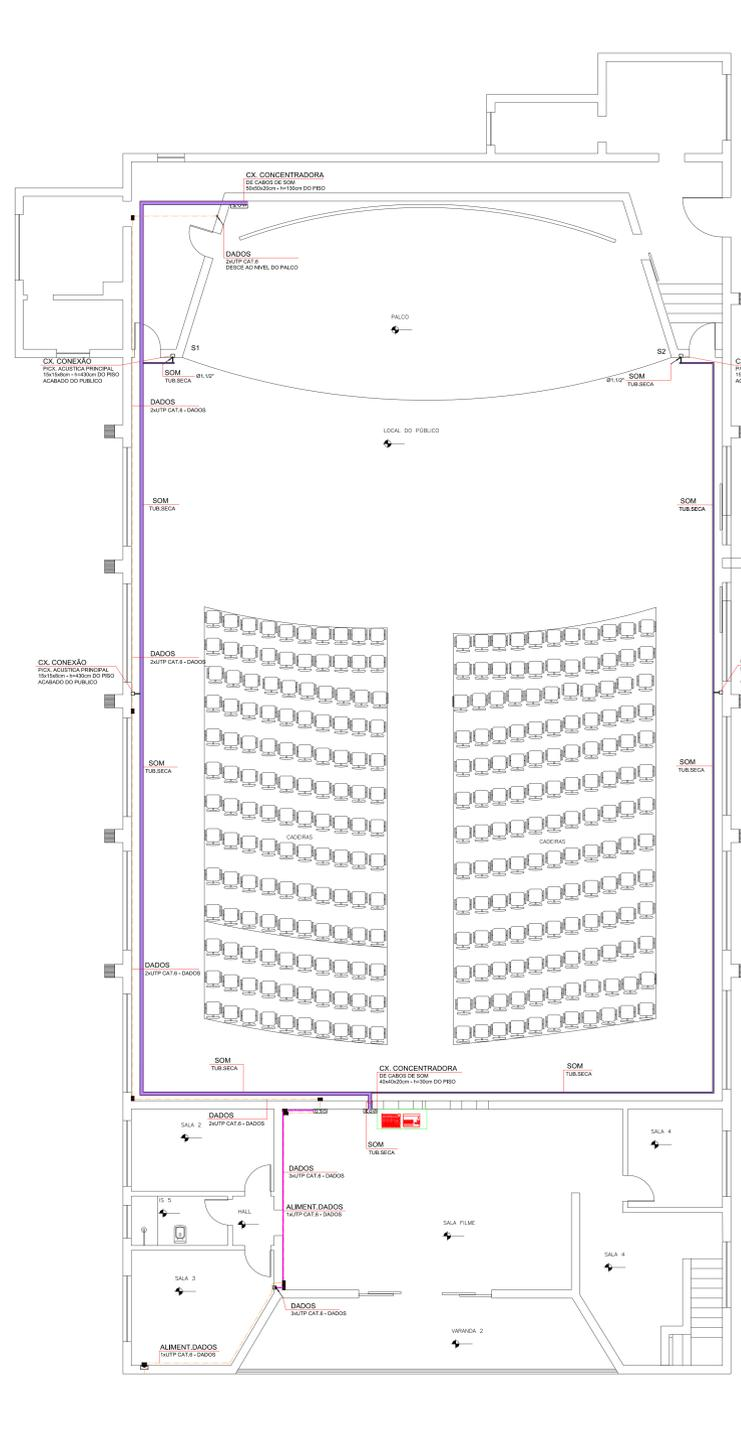 CX. CONCENTRADORA
DE CABOS DE SOM
50x50x20cm - h=130cm DO PISO
DADOS
2xUTP CAT.6
DESCE AO NIVEL DO PALCO
PALCO
S1
S2
CX. CONEXÃO
P/CX. ACUSTICA PRINCIPAL
15x15x8cm - h=430cm DO PISO
ACABADO DO PUBLICO
SOM
TUB.SECA
Ø1.1/2"
Ø1.1/2"
SOM
TUB.SECA
DADOS
2xUTP CAT.6 - DADOS
LOCAL DO PÚBLICO
SOM
TUB.SECA
SOM
TUB.SECA
DADOS
2xUTP CAT.6 - DADOS
CX. CONEXÃO
P/CX. ACUSTICA PRINCIPAL
15x15x8cm - h=430cm DO PISO
ACABADO DO PUBLICO
SOM
TUB.SECA
SOM
TUB.SECA
CADEIRAS
CADEIRAS
DADOS
2xUTP CAT.6 - DADOS
SOM
TUB.SECA
CX. CONCENTRADORA
DE CABOS DE SOM
40x40x20cm - h=30cm DO PISO
SOM
TUB.SECA
DADOS
2xUTP CAT.6 - DADOS
SALA 2
SOM
TUB.SECA
SALA 4
DADOS
3xUTP CAT.6 - DADOS
IS 5
HALL
ALIMENT.DADOS
1xUTP CAT.6 - DADOS
SALA FILME
SALA 4
SALA 3
DADOS
3xUTP CAT.6 - DADOS
VARANDA 2
ALIMENT.DADOS
1xUTP CAT.6 - DADOS